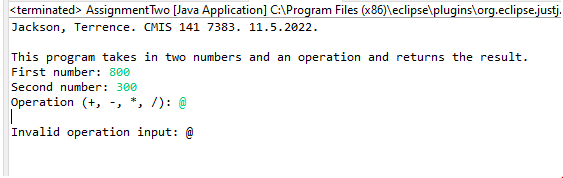 <terminated> AssignmentTwo [Java Application] C:\Program Files (x86)\eclipse\plugins\org.eclipse.justj.
Jackson, Terrence. CMIS 141 7383. 11.5.2022.
This program takes in two numbers and an operation and returns the result.
First number: 800
Second number: 300
Operation (+, -, *, /): @
Invalid operation input: @